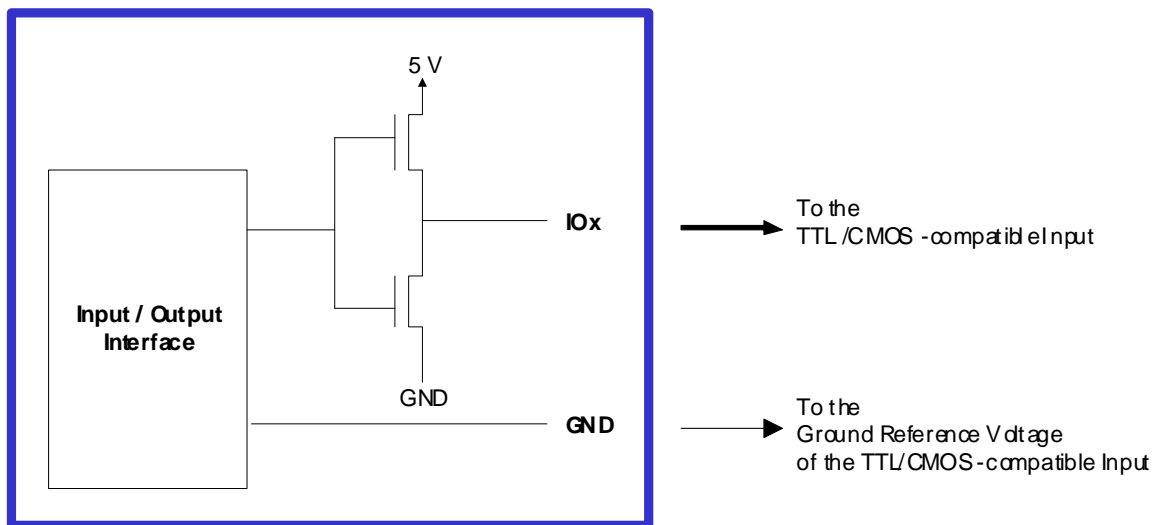 5 V
IOx
To the
TTL/CMOS-compatible Input
Input / Output
Interface
GND
GND
To the
Ground Reference Voltage
of the TTL/CMOS-compatible Input